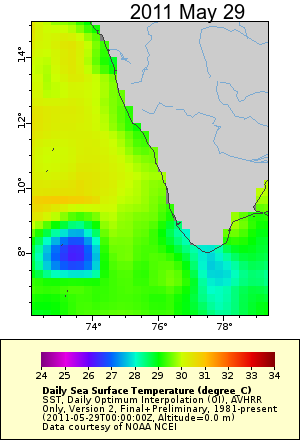 2011 May 29
14°
12°
10°
8°
74°
76°
78°
24 25 26 27 28 29 30 31 32 33 34
Daily Sea Surface Temperature (degree_C)
SST, Daily Optimum Interpolation (OI), AVHRR
Only, Version 2, Final+Preliminary, 1981-present
(2011-05-29T00:00:00Z, Altitude=0.0 m)
Data courtesy of NOAA NCEI